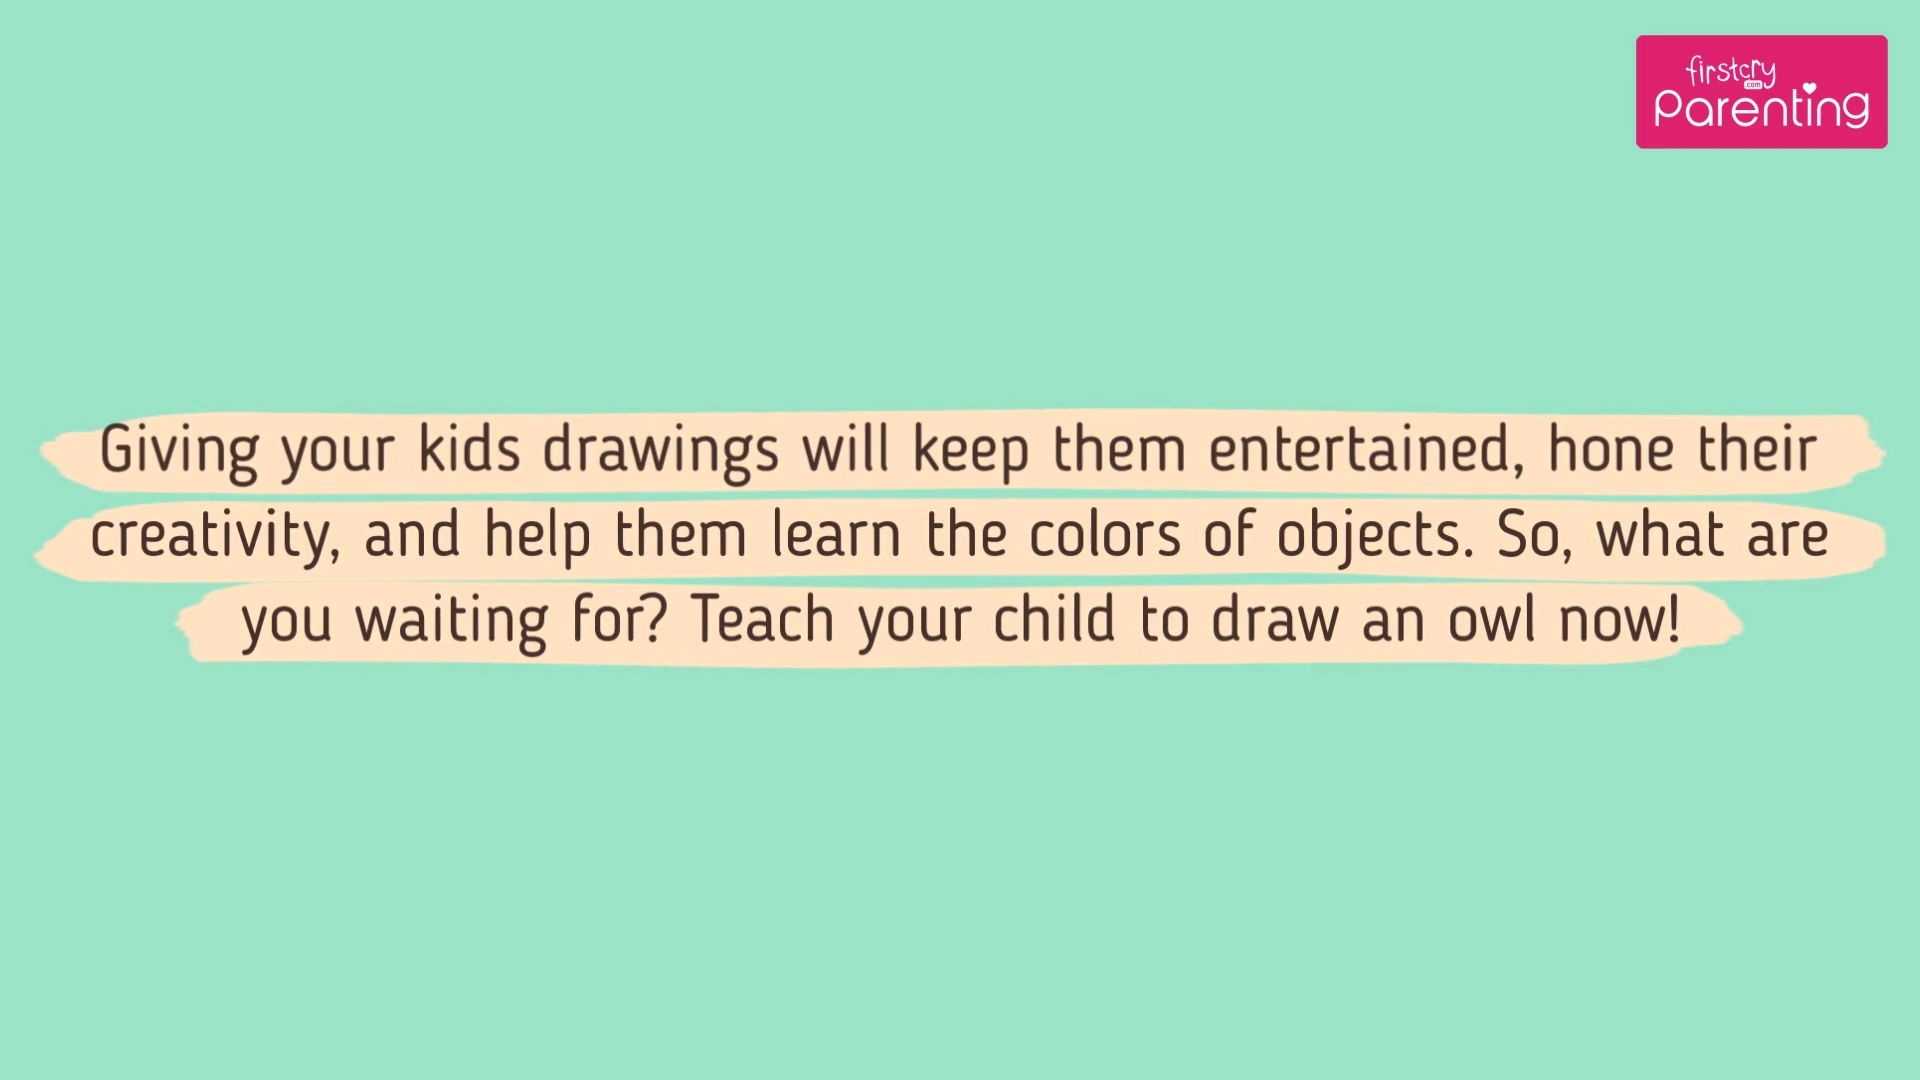 firstcry
.com
Parenting
Giving your kids drawings will keep them entertained, hone their
creativity, and help them learn the colors of objects. So, what are
you waiting for? Teach your child to draw an owl now!